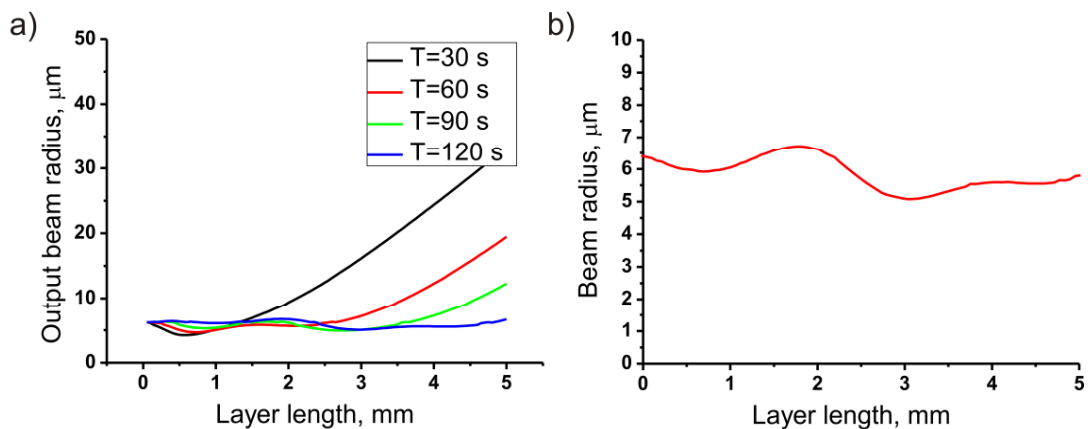 a)
50
40
30
20
10
0
Output beam radius, μm
0 1 2 3 4 5
Layer length, mm
T=30 s
T=60 s
T=90 s
T=120 s
b)
10
9
8
7
6
5
4
3
2
1
0
Beam radius, μm
0 1 2 3 4 5
Layer length, mm